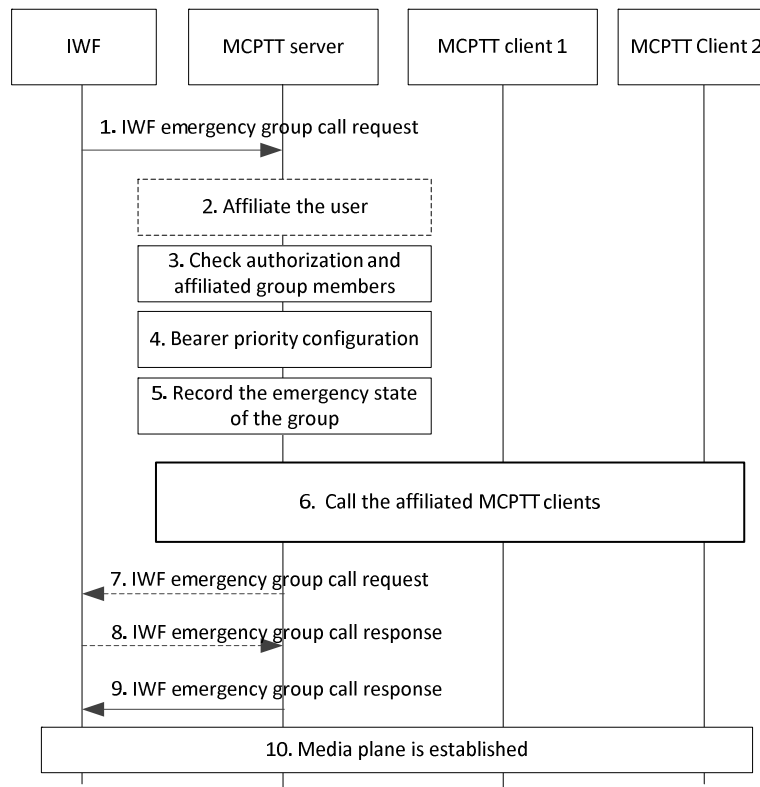 IWF
MCPTT server
MCPTT client 1
MCPTT Client 2
1. IWF emergency group call request
2. Affiliate the user
3. Check authorization and
affiliated group members
4. Bearer priority configuration
5. Record the emergency state
of the group
6. Call the affiliated MCPTT clients
7. IWF emergency group call request
8. IWF emergency group call response
9. IWF emergency group call response
10. Media plane is established